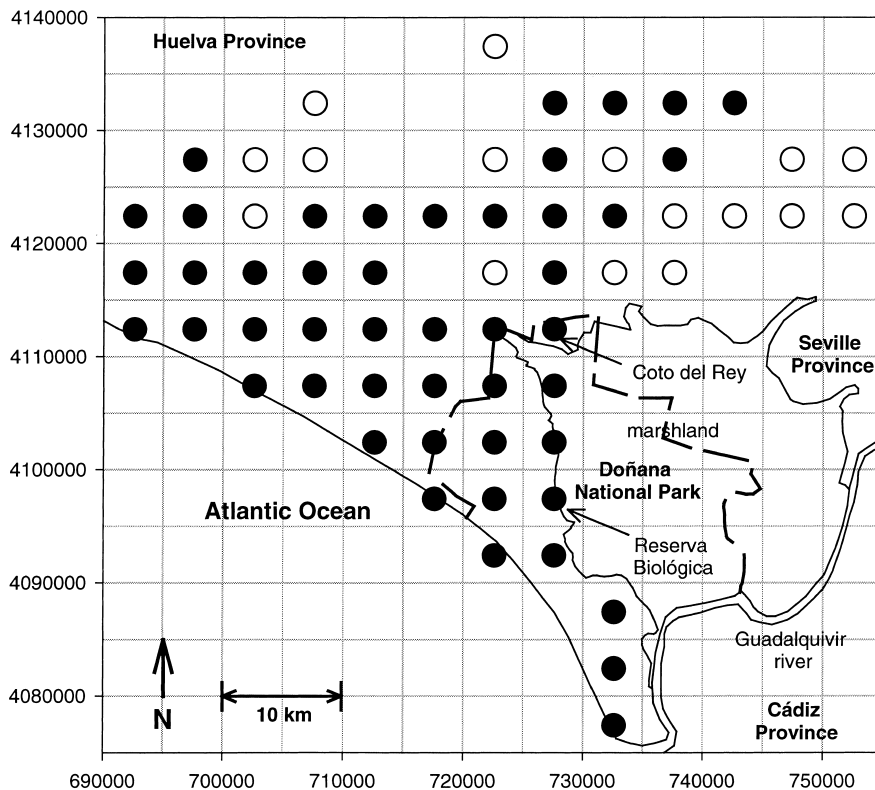 4140000
Huelva Province
4130000
4120000
4110000
Seville
Province
Coto del Rey
marshland
4100000
Doñana
National Park
Atlantic Ocean
Reserva
Biológica
4090000
Guadalquivir
river
4080000
N
10 km
Cádiz
Province
690000 700000 710000 720000 730000 740000 750000